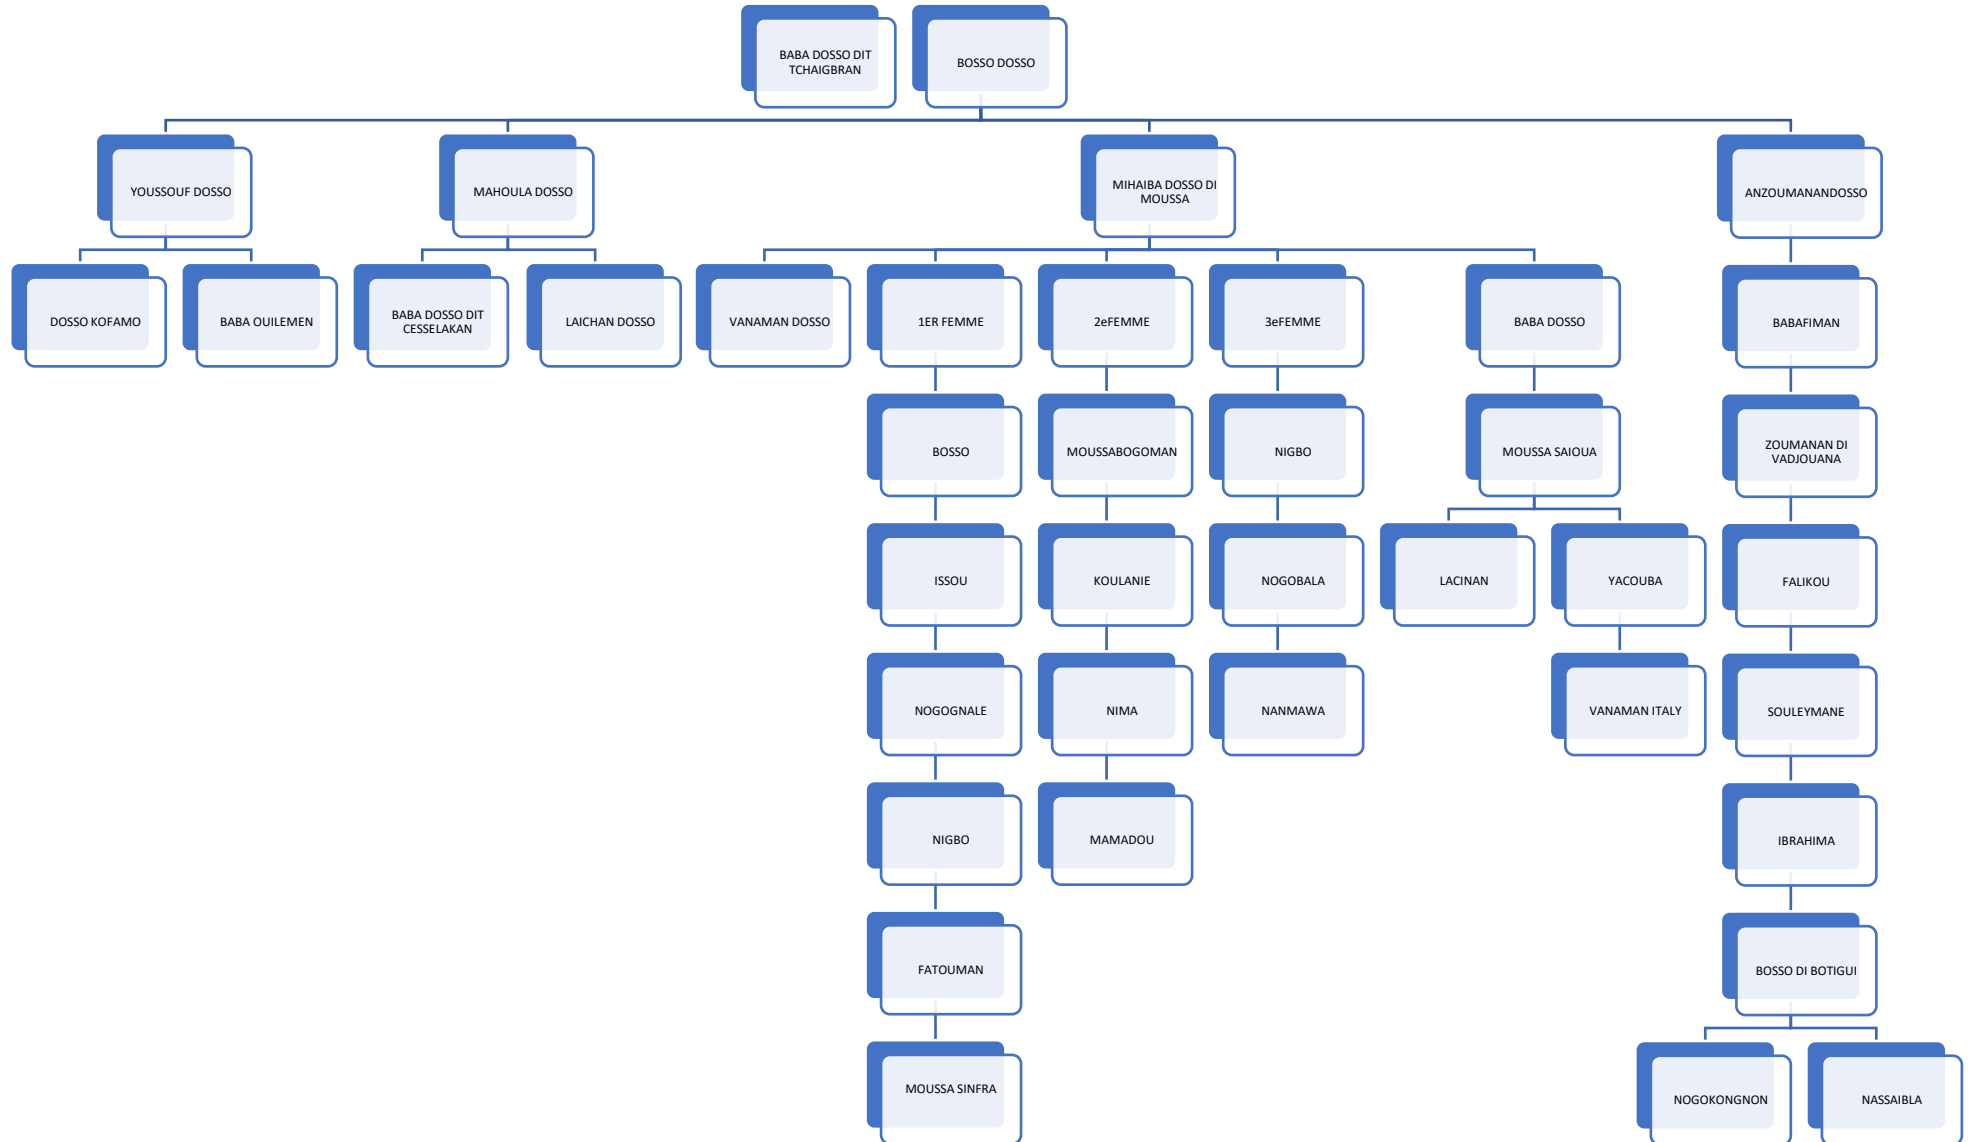 BABA DOSSO DIT
TCHAIGBRAN
BOSSO DOSSO
YOUSSOUF DOSSO
MAHOULA DOSSO
MIHAIBA DOSSO DI
MOUSSA
ANZOUMANANDOSSO
DOSSO KOFAMO
BABA OUILEMEN
BABA DOSSO DIT
CESSELAKAN
LAICHAN DOSSO
VANAMAN DOSSO
1ER FEMME
2eFEMME
3eFEMME
BABA DOSSO
BABAFIMAN
BOSSO
MOUSSABOGOMAN
NIGBO
MOUSSA SAIOUA
ZOUMANAN DI
VADJOUANA
ISSOU
KOULANIE
NOGOBALA
LACINAN
YACOUBA
FALIKOU
NOGOGNALE
NIMA
NANMAWA
VANAMAN ITALY
SOULEYMANE
NIGBO
MAMADOU
IBRAHIMA
FATOUMAN
BOSSO DI BOTIGUI
MOUSSA SINFRA
NOGOKONGNON
NASSAIBLA